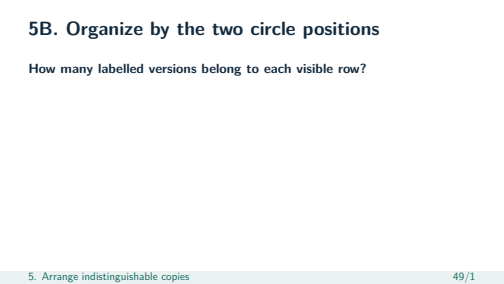 5B. Organize by the two circle positions
How many labelled versions belong to each visible row?
5. Arrange indistinguishable copies
49/1